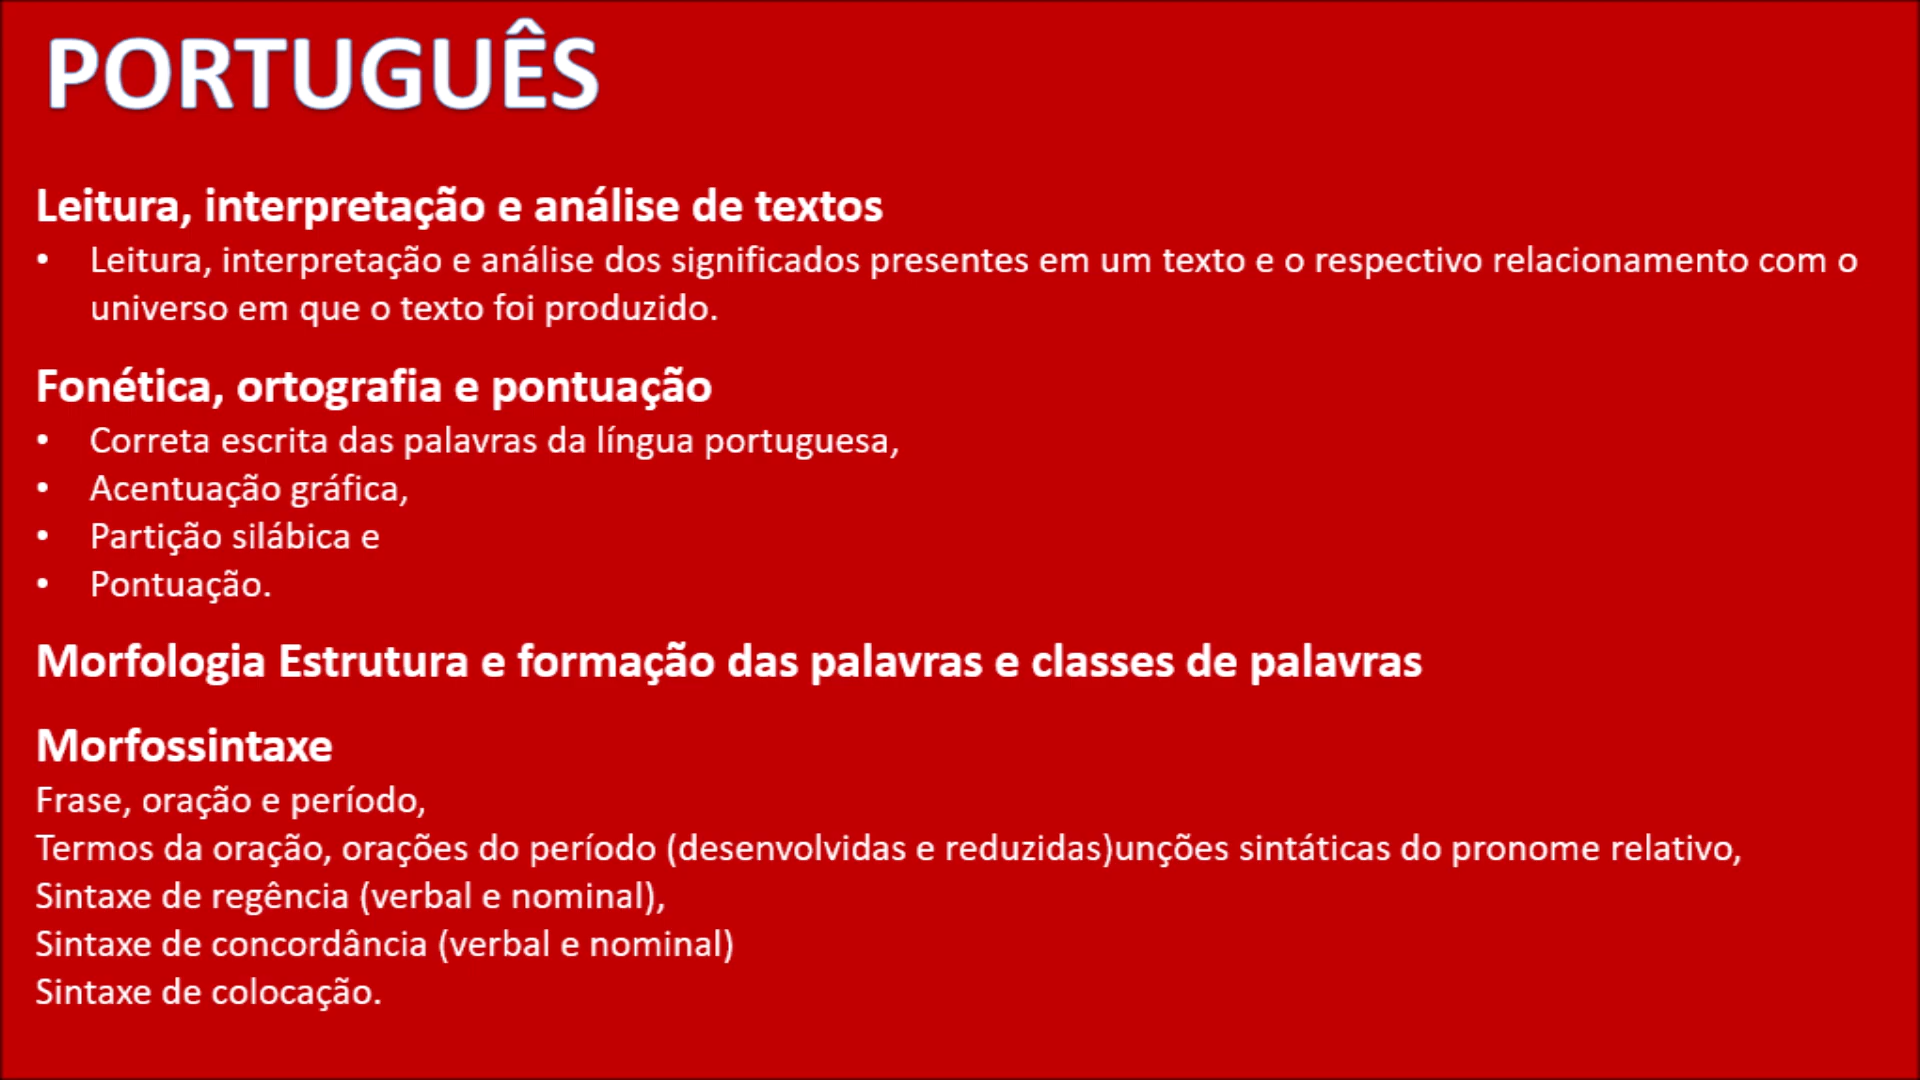 PORTUGUÊS
Leitura, interpretação e análise de textos
• Leitura, interpretação e análise dos significados presentes em um texto e o respectivo relacionamento com o
universo em que o texto foi produzido.
Fonética, ortografia e pontuação
• Correta escrita das palavras da língua portuguesa,
• Acentuação gráfica,
• Partição silábica e
• Pontuação.
Morfologia Estrutura e formação das palavras e classes de palavras
Morfossintaxe
Frase, oração e período,
Termos da oração, orações do período (desenvolvidas e reduzidas)unções sintáticas do pronome relativo,
Sintaxe de regência (verbal e nominal),
Sintaxe de concordância (verbal e nominal)
Sintaxe de colocação.